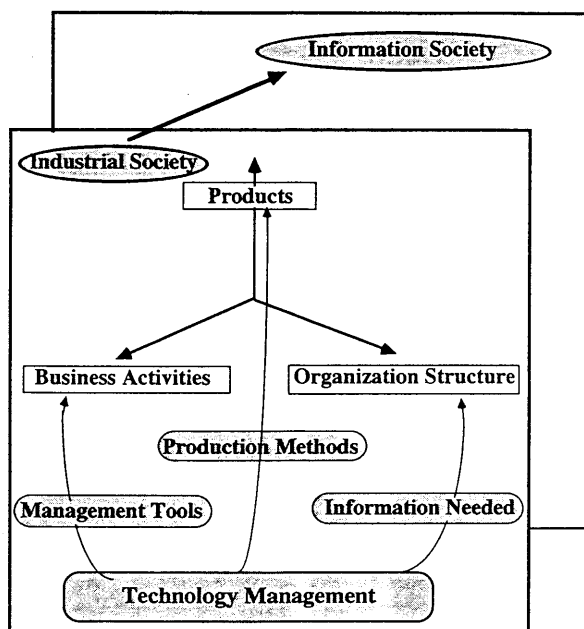 Information Society
Industrial Society
Products
Business Activities
Organization Structure
Production Methods
Management Tools
Information Needed
Technology Management